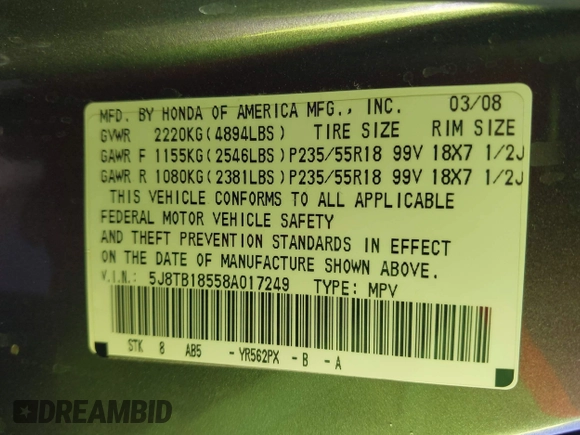 MFD. BY HONDA OF AMERICA MFG., INC. 03/08
GVWR 2220KG(4894LBS) TIRE SIZE RIM SIZE
GAWR F 1155KG(2546LBS)P235/55R18 99V 18X7 1/2J
GAWR R 1080KG(2381LBS)P235/55R18 99V 18X7 1/2J
THIS VEHICLE CONFORMS TO ALL APPLICABLE
FEDERAL MOTOR VEHICLE SAFETY
AND THEFT PREVENTION STANDARDS IN EFFECT
ON THE DATE OF MANUFACTURE SHOWN ABOVE.
V.I.N.: 5J8TB18558A017249 TYPE: MPV
STK 8 AB5 -YR562PX -B -A
DREAMBID